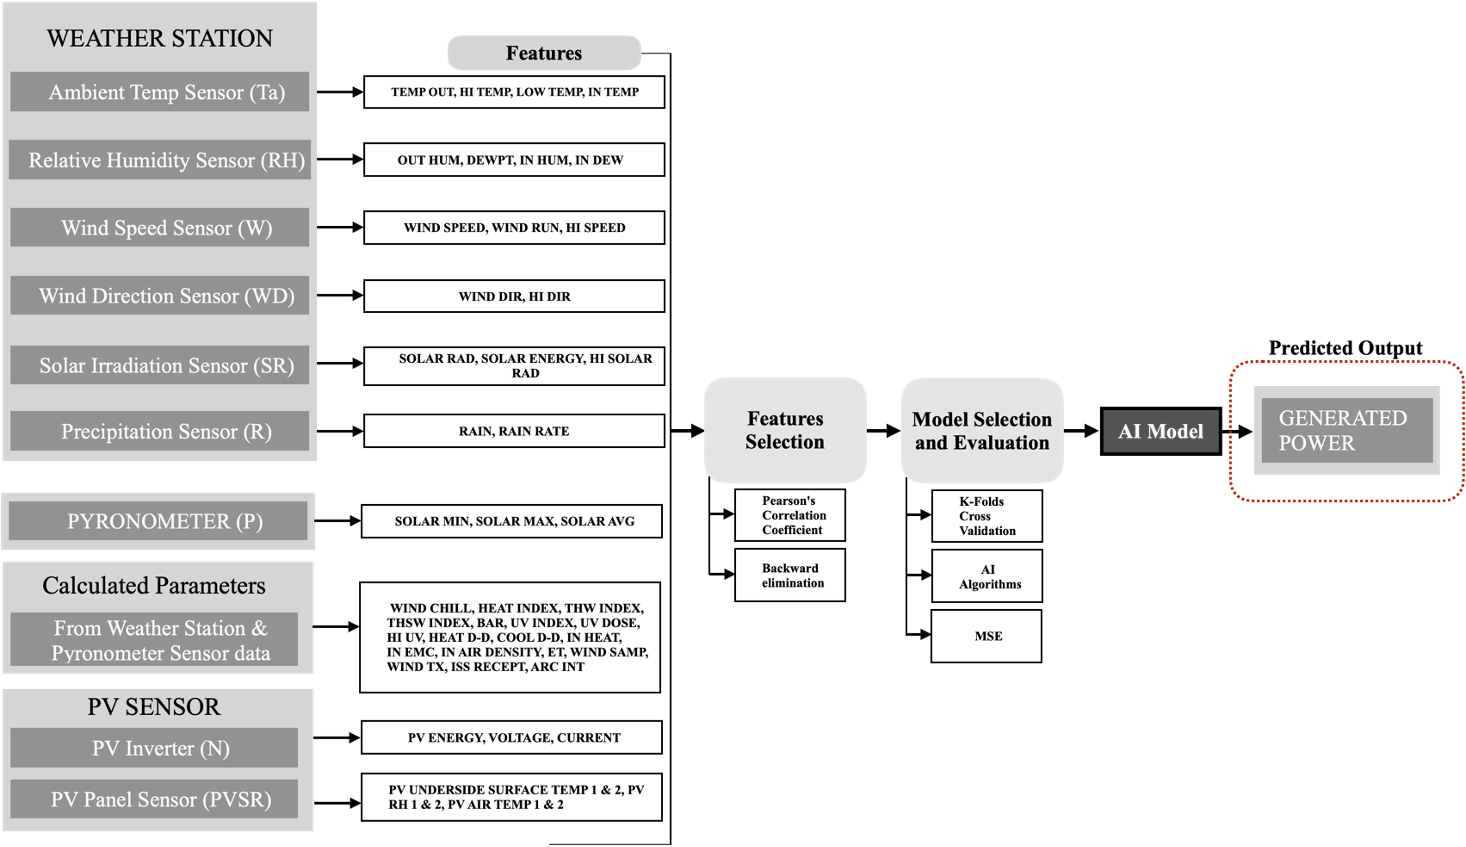 WEATHER STATION
Features
Ambient Temp Sensor (Ta)
TEMP OUT, HI TEMP, LOW TEMP, IN TEMP
Relative Humidity Sensor (RH)
OUT HUM, DEWPT, IN HUM, IN DEW
Wind Speed Sensor (W)
WIND SPEED, WIND RUN, HI SPEED
Wind Direction Sensor (WD)
WIND DIR, HI DIR
Solar Irradiation Sensor (SR)
SOLAR RAD, SOLAR ENERGY, HI SOLAR
RAD
Precipitation Sensor (R)
RAIN, RAIN RATE
PYRONOMETER (P)
SOLAR MIN, SOLAR MAX, SOLAR AVG
Calculated Parameters
From Weather Station &
Pyronometer Sensor data
WIND CHILL, HEAT INDEX, THW INDEX,
THSW INDEX, BAR, UV INDEX, UV DOSE,
HI UV, HEAT D-D, COOL D-D, IN HEAT,
IN EMC, IN AIR DENSITY, ET, WIND SAMP,
WIND TX, ISS RECEPT, ARC INT
PV SENSOR
PV Inverter (N)
PV ENERGY, VOLTAGE, CURRENT
PV Panel Sensor (PVSR)
PV UNDERSIDE SURFACE TEMP 1 & 2, PV
RH 1 & 2, PV AIR TEMP 1 & 2
Features
Selection
Pearson's
Correlation
Coefficient
Backward
elimination
Model Selection
and Evaluation
K-Folds
Cross
Validation
AI
Algorithms
MSE
AI Model
Predicted Output
GENERATED
POWER